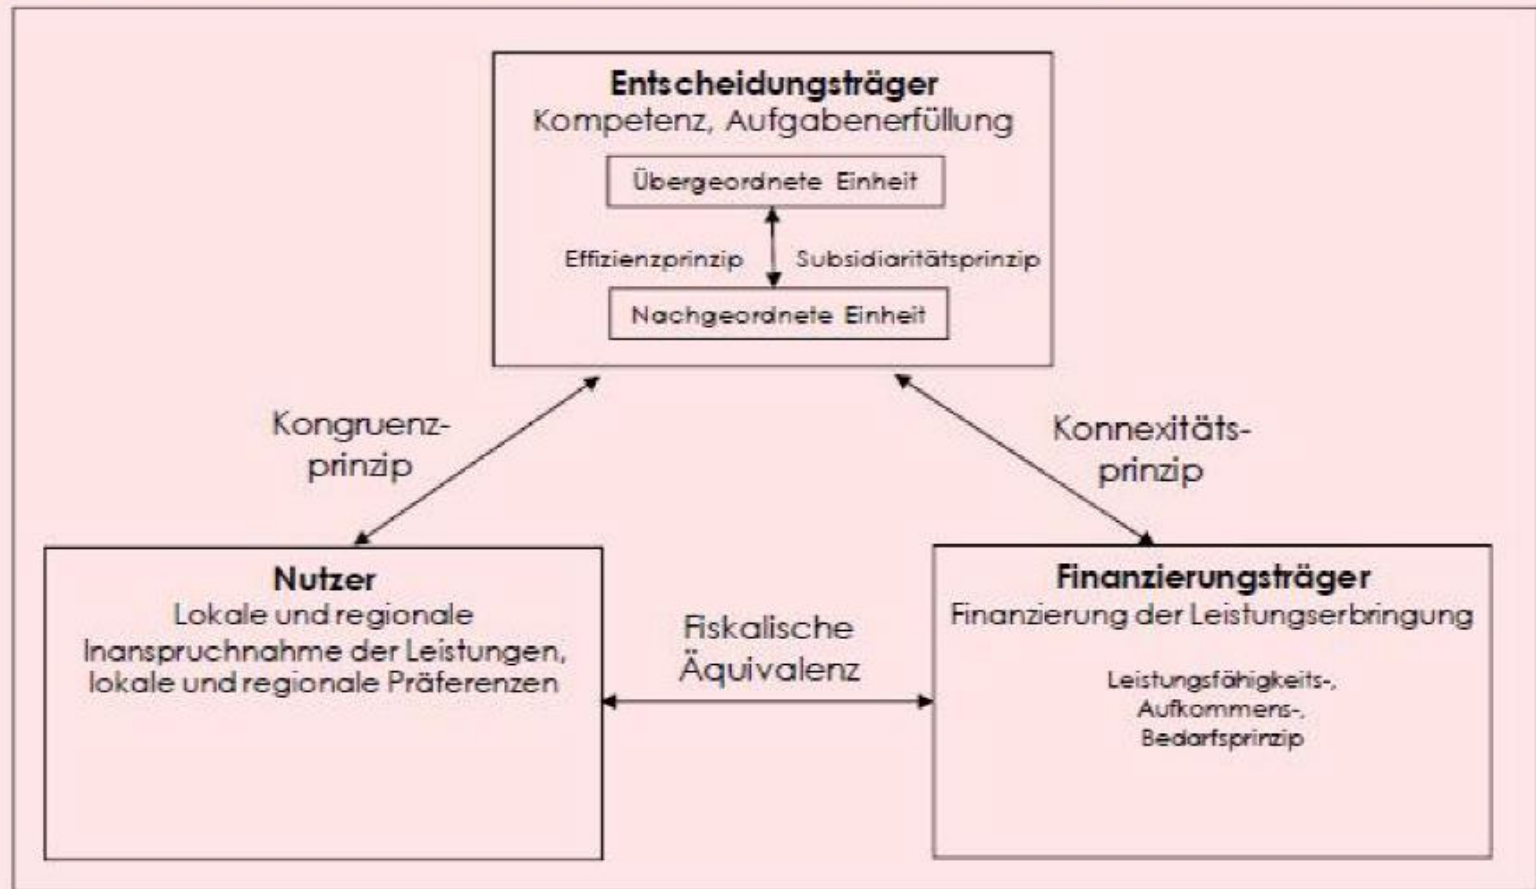 Entscheidungsträger
Kompetenz, Aufgabenerfüllung
Übergeordnete Einheit
Effizienzprinzip
Subsidiaritätsprinzip
Nachgeordnete Einheit
Kongruenz-
prinzip
Konnexitäts-
prinzip
Nutzer
Lokale und regionale
Inanspruchnahme der Leistungen,
lokale und regionale Präferenzen
Fiskalische
Äquivalenz
Finanzierungsträger
Finanzierung der Leistungserbringung
Leistungsfähigkeits-,
Aufkommens-,
Bedarfsprinzip